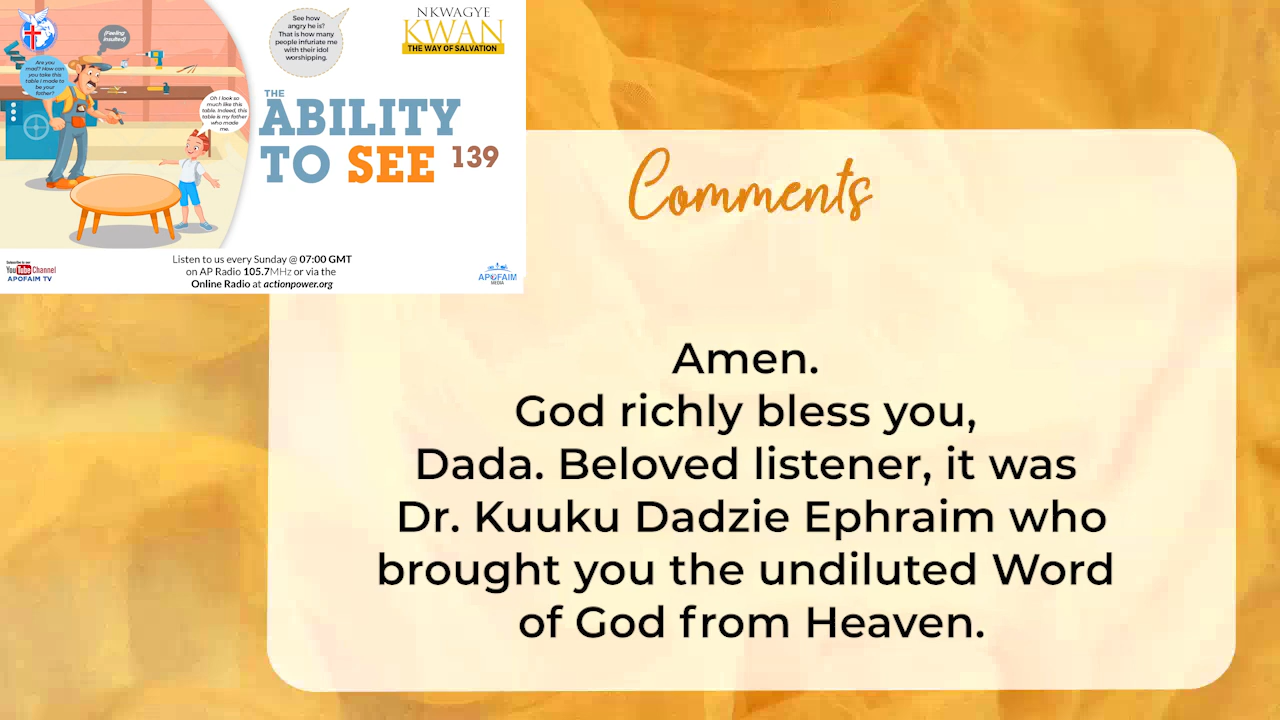 (Feeling
insulted)
Are you
mad? How can
you take this
table I made to
be your
father?
Oh I look so
much like this
table. Indeed, this
table is my father
who made
me.
See how
angry he is?
That is how many
people infuriate me
with their idol
worshipping.
NKWAGYE
KWAN
THE WAY OF SALVATION
THE
ABILITY
TO SEE 139
Listen to us every Sunday @ 07:00 GMT
on AP Radio 105.7MHz or via the
Online Radio at actionpower.org
YouTube Channel
APOFAIM TV
APOFAIM
MEDIA
Comments
Amen.
God richly bless you,
Dada. Beloved listener, it was
Dr. Kuuku Dadzie Ephraim who
brought you the undiluted Word
of God from Heaven.